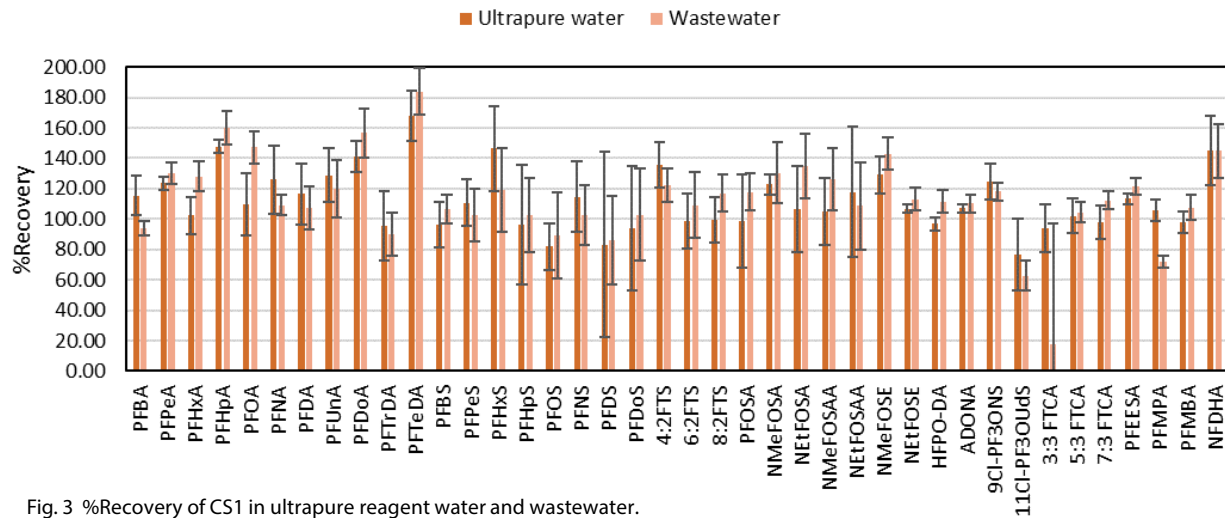 Ultrapure water Wastewater
%Recovery
200.00
180.00
160.00
140.00
120.00
100.00
80.00
60.00
40.00
20.00
0.00
PFBA
PFPeA
PFHxA
PFHpA
PFOA
PFNA
PFDA
PFUnA
PFDoA
PFTrDA
PFTeDA
PFBS
PFPeS
PFHxS
PFHpS
PFOS
PFNS
PFDS
PFDoS
4:2FTS
6:2FTS
8:2FTS
PFOSA
NMeFOSA
NEtFOSA
NMeFOSAA
NEtFOSAA
NMeFOSE
NEtFOSE
HFPO-DA
ADONA
9Cl-PF3ONS
11Cl-PF3OUdS
3:3 FTCA
5:3 FTCA
7:3 FTCA
PFEESA
PFMPA
PFMBA
NFDHA
Fig. 3 %Recovery of CS1 in ultrapure reagent water and wastewater.